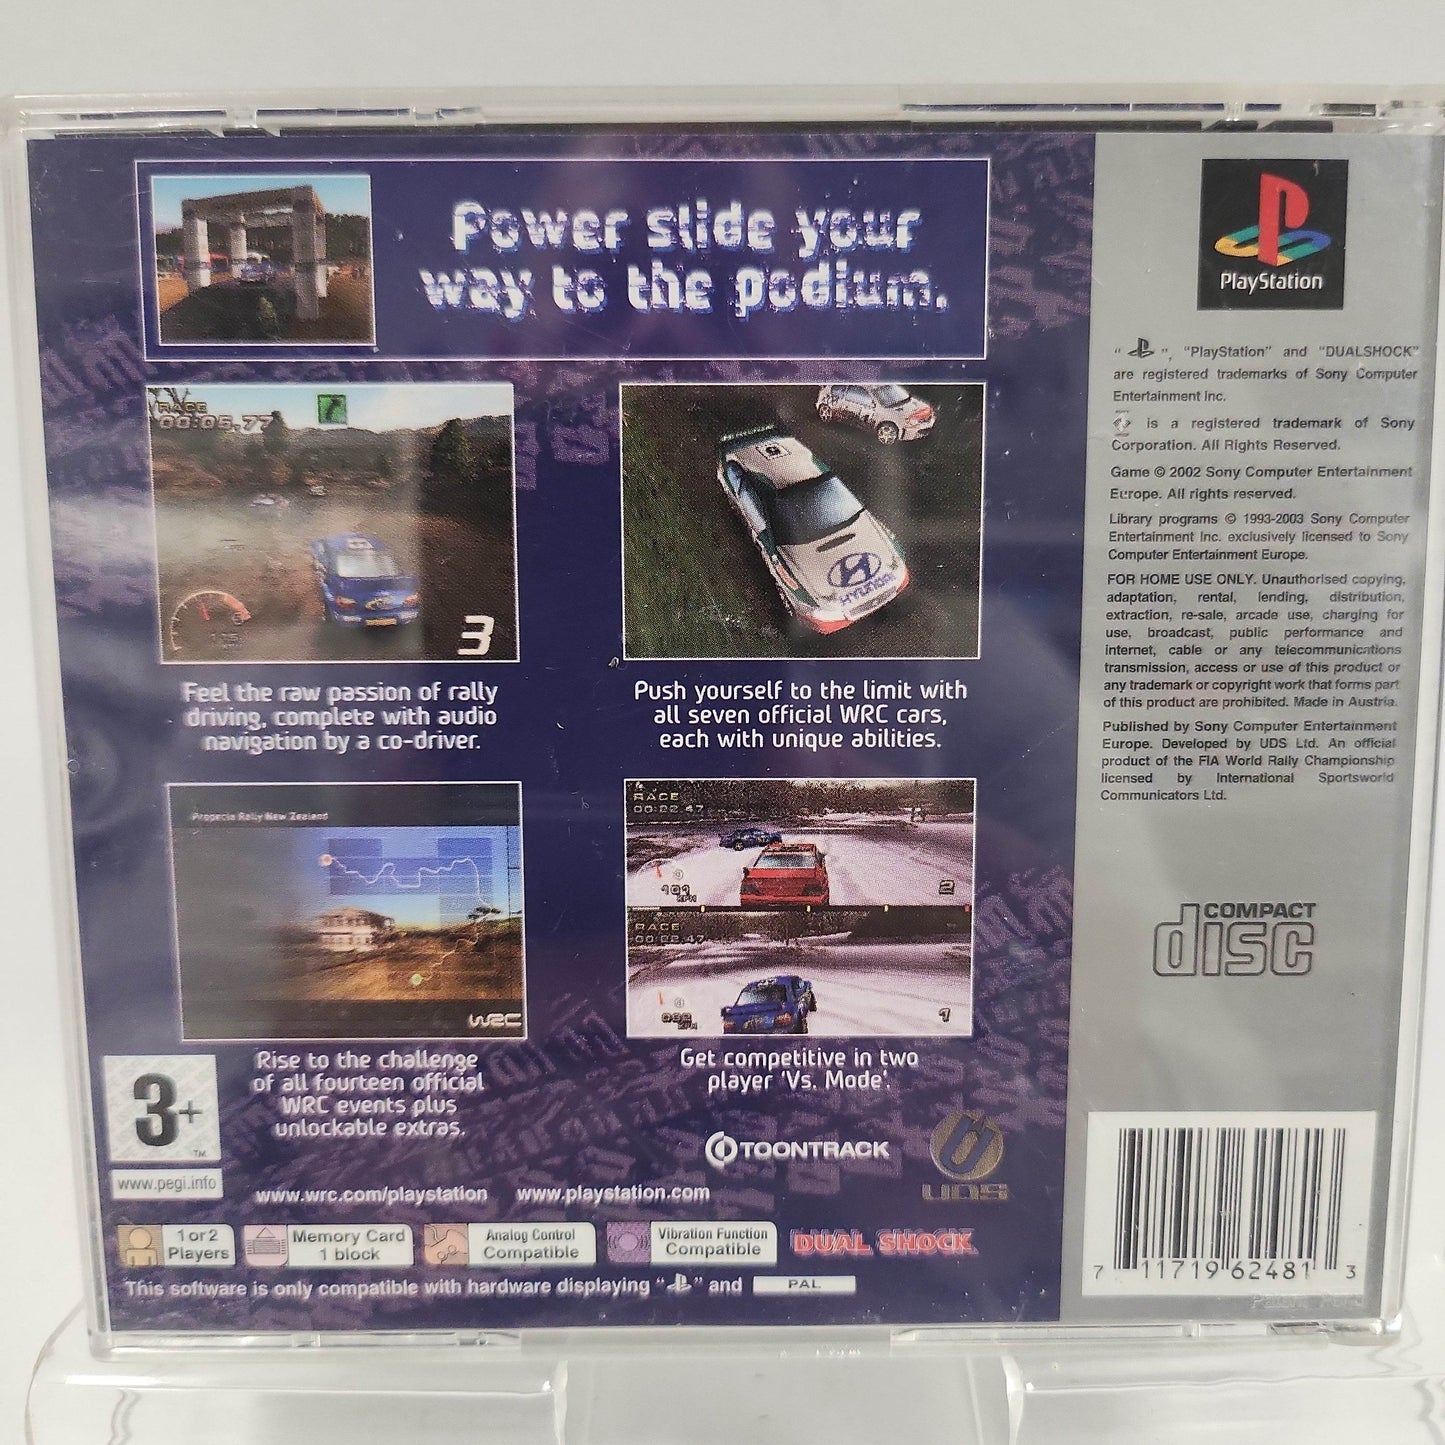 Power slide your
way to the podium.
RACE
00:05.77
3
HYUNDAI
Feel the raw passion of rally
driving, complete with audio
navigation by a co-driver.
Push yourself to the limit with
all seven official WRC cars,
each with unique abilities.
Propecia Rally New Zealand
WRC
RACE
00:22.47
2
RACE
00:22.47
1
Rise to the challenge
of all fourteen official
WRC events plus
unlockable extras.
Get competitive in two
player 'Vs. Mode'.
3+
TM
www.pegi.info
TOONTRACK
UDS
www.wrc.com/playstation
www.playstation.com
1 or 2
Players
Memory Card
1 block
Analog Control
Compatible
Vibration Function
Compatible
DUAL SHOCK
This software is only compatible with hardware displaying " " and PAL
PlayStation
" ", "PlayStation" and "DUALSHOCK"
are registered trademarks of Sony Computer
Entertainment Inc.
is a registered trademark of Sony
Corporation. All Rights Reserved.
Game © 2002 Sony Computer Entertainment
Europe. All rights reserved.
Library programs © 1993-2003 Sony Computer
Entertainment Inc. exclusively licensed to Sony
Computer Entertainment Europe.
FOR HOME USE ONLY. Unauthorised copying,
adaptation, rental, lending, distribution,
extraction, re-sale, arcade use, charging for
use, broadcast, public performance and
internet, cable or any telecommunications
transmission, access or use of this product or
any trademark or copyright work that forms part
of this product are prohibited. Made in Austria.
Published by Sony Computer Entertainment
Europe. Developed by UDS Ltd. An official
product of the FIA World Rally Championship
licensed by International Sportsworld
Communicators Ltd.
COMPACT
disc
7 11719 62481 3